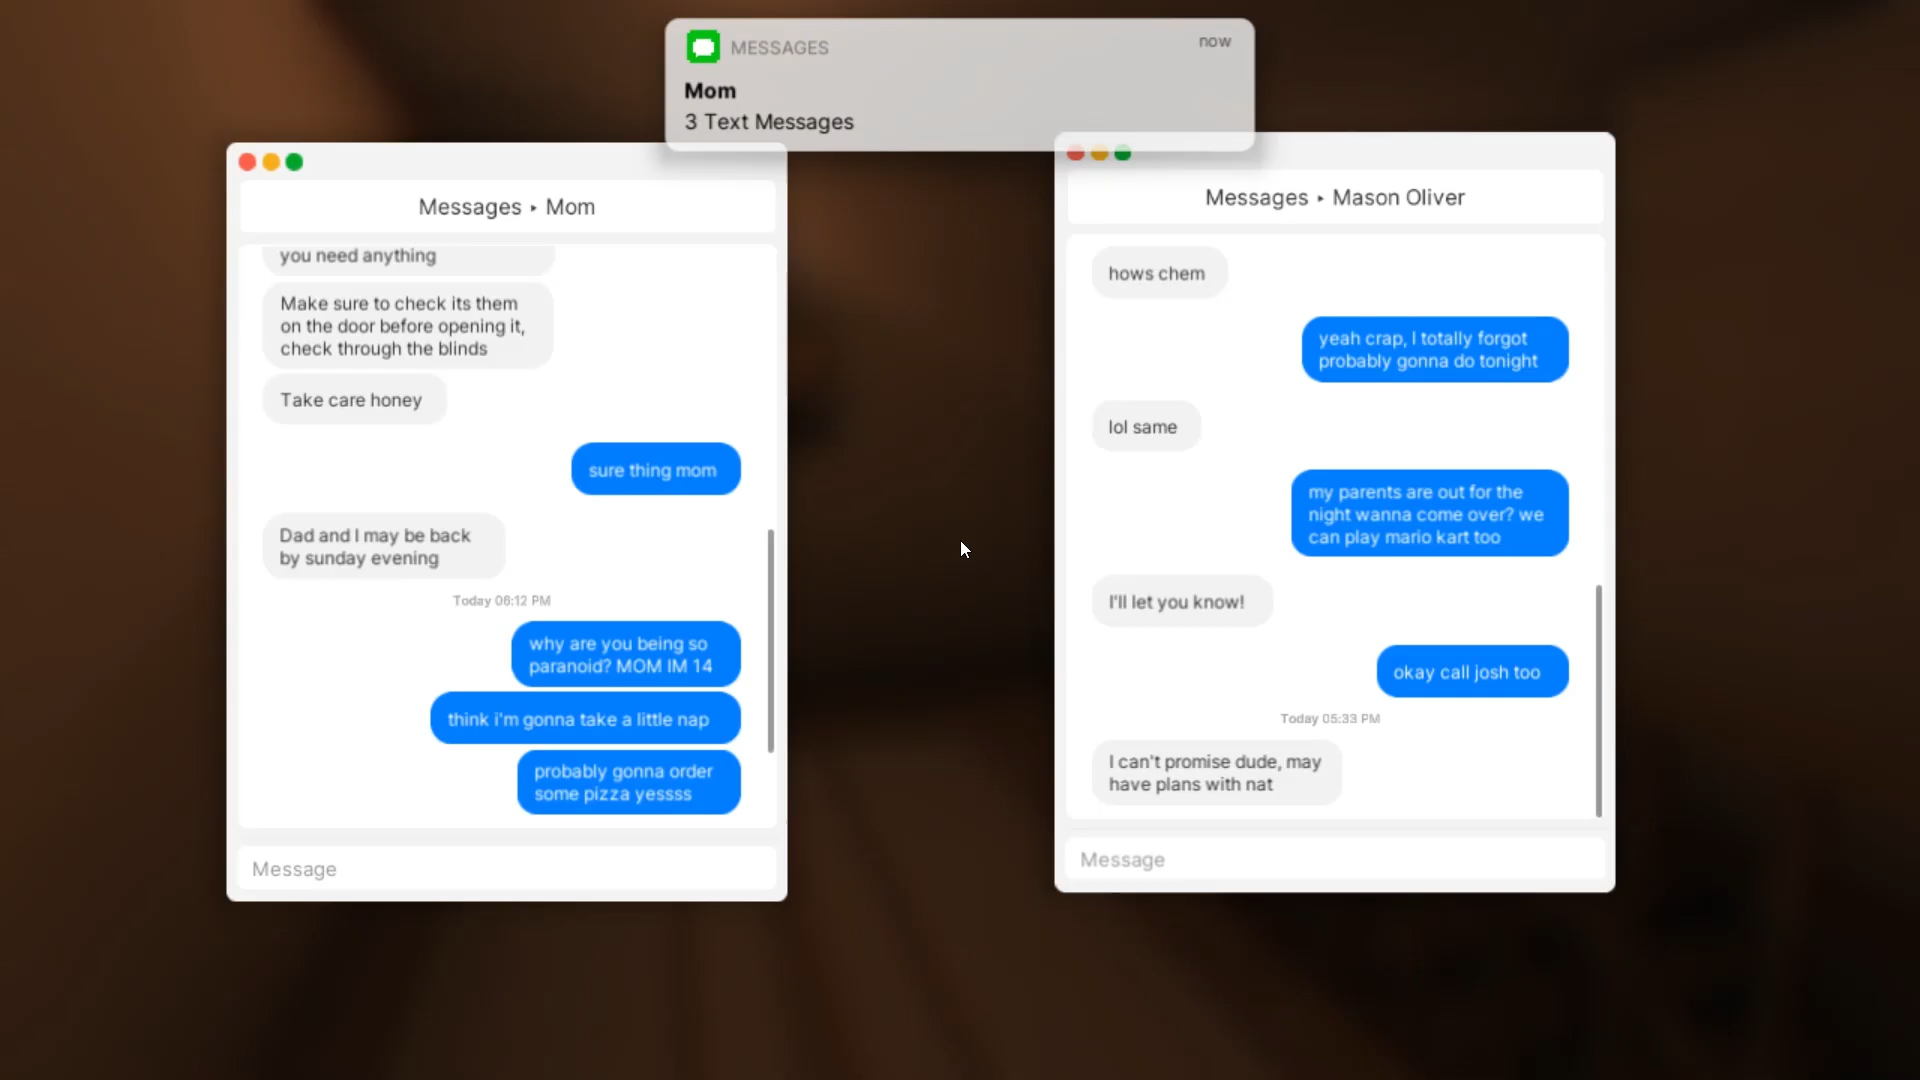 MESSAGES
now
Mom
3 Text Messages
Messages ▸ Mom
you need anything
Make sure to check its them
on the door before opening it,
check through the blinds
Take care honey
sure thing mom
Dad and I may be back
by sunday evening
Today 06:12 PM
why are you being so
paranoid? MOM IM 14
think i'm gonna take a little nap
probably gonna order
some pizza yessss
Message
Messages ▸ Mason Oliver
hows chem
yeah crap, I totally forgot
probably gonna do tonight
lol same
my parents are out for the
night wanna come over? we
can play mario kart too
I'll let you know!
okay call josh too
Today 05:33 PM
I can't promise dude, may
have plans with nat
Message